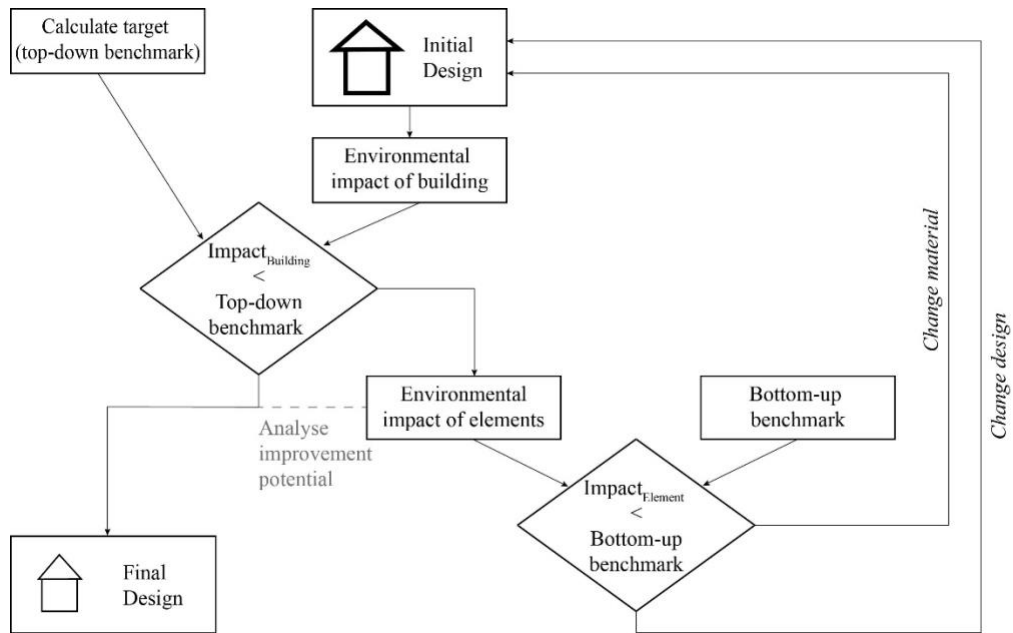 Calculate target
(top-down benchmark)
Initial
Design
Environmental
impact of building
Impact_Building
<
Top-down
benchmark
Environmental
impact of elements
Bottom-up
benchmark
Analyse
improvement
potential
Impact_Element
<
Bottom-up
benchmark
Final
Design
Change material
Change design